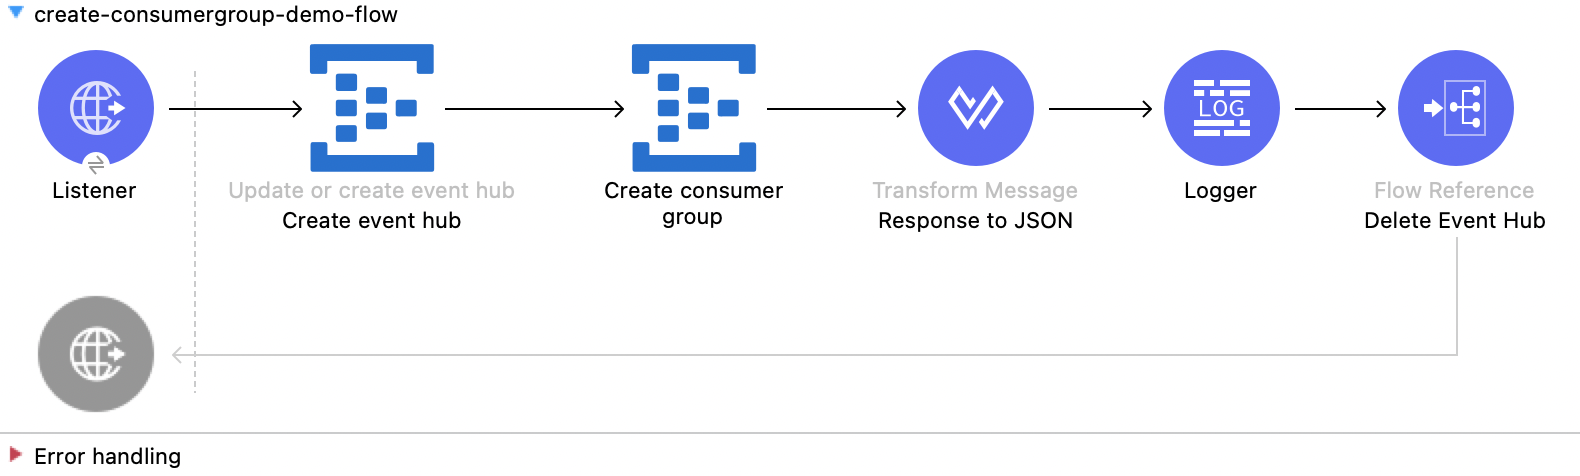 create-consumergroup-demo-flow
LOG
Listener
Update or create event hub
Create event hub
Create consumer
group
Transform Message
Response to JSON
Logger
Flow Reference
Delete Event Hub
Error handling